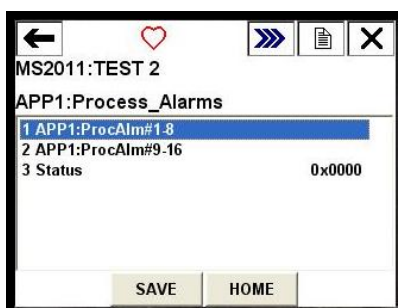 MS2011:TEST 2
APP1:Process_Alarms
1 APP1:ProcAlm#1-8
2 APP1:ProcAlm#9-16
3 Status 0x0000
SAVE HOME